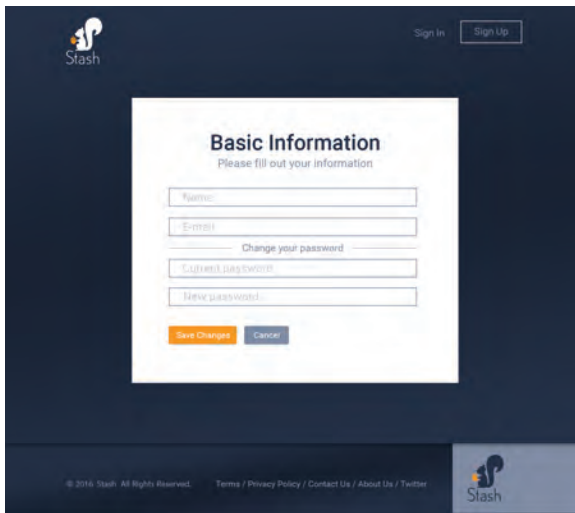 Stash
Sign In
Sign Up
Basic Information
Please fill out your information
Name
E-mail
Change your password
Current password
New password
Save Changes
Cancel
© 2016 Stash. All Rights Reserved.
Terms / Privacy Policy / Contact Us / About Us / Twitter
Stash